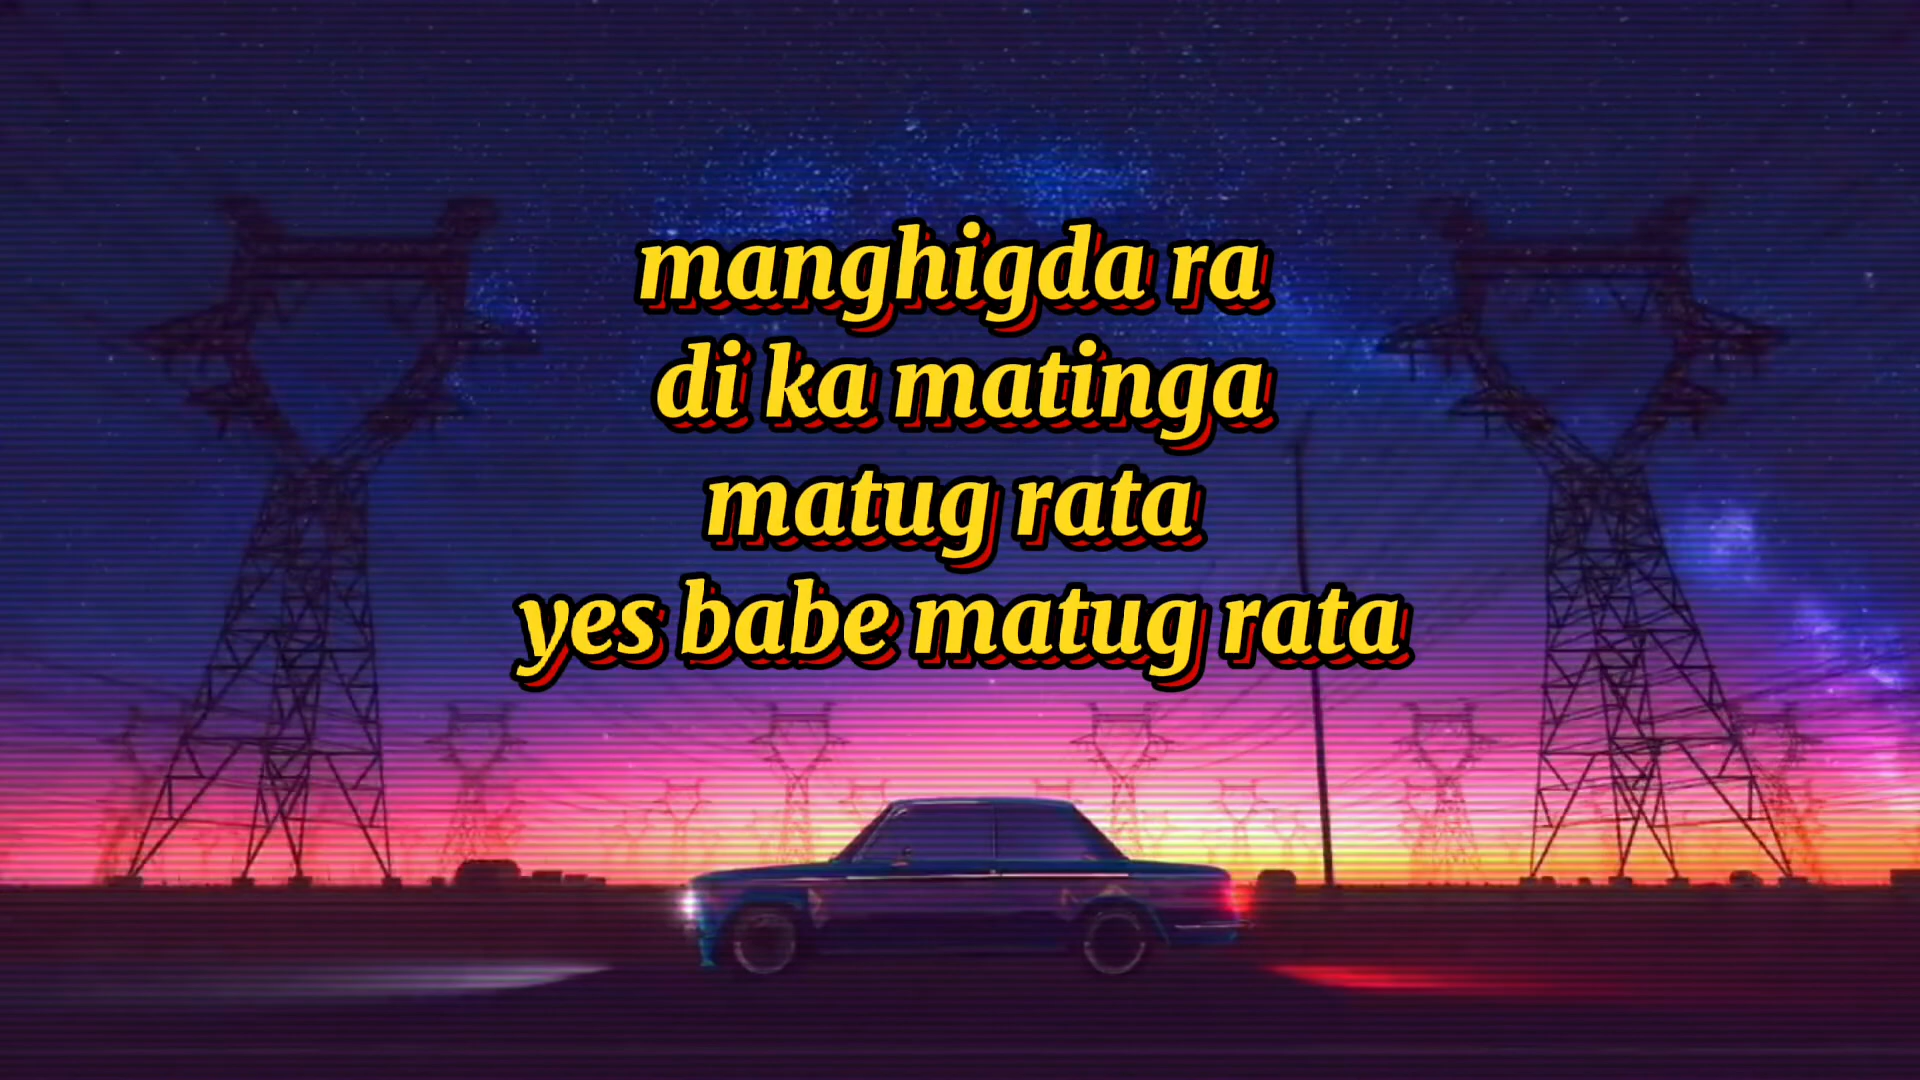 manghigda ra
di ka matinga
matug rata
yes babe matug rata